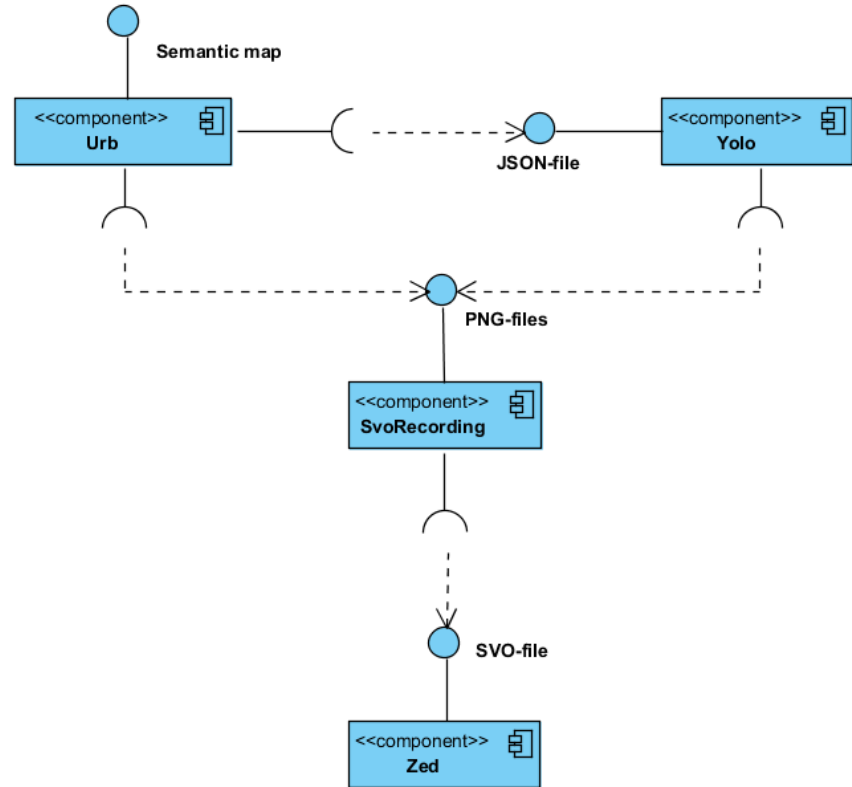 Semantic map
<<component>>
Urb
JSON-file
<<component>>
Yolo
PNG-files
<<component>>
SvoRecording
SVO-file
<<component>>
Zed